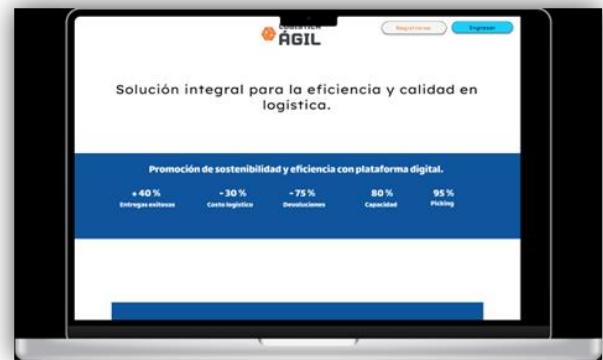 LOGÍSTICA
ÁGIL
Registrarse
Ingresar
Solución integral para la eficiencia y calidad en
logística.
Promoción de sostenibilidad y eficiencia con plataforma digital.
+40 % -30 % -75 % 80 % 95 %
Entregas exitosas Costo logístico Devoluciones Capacidad Picking